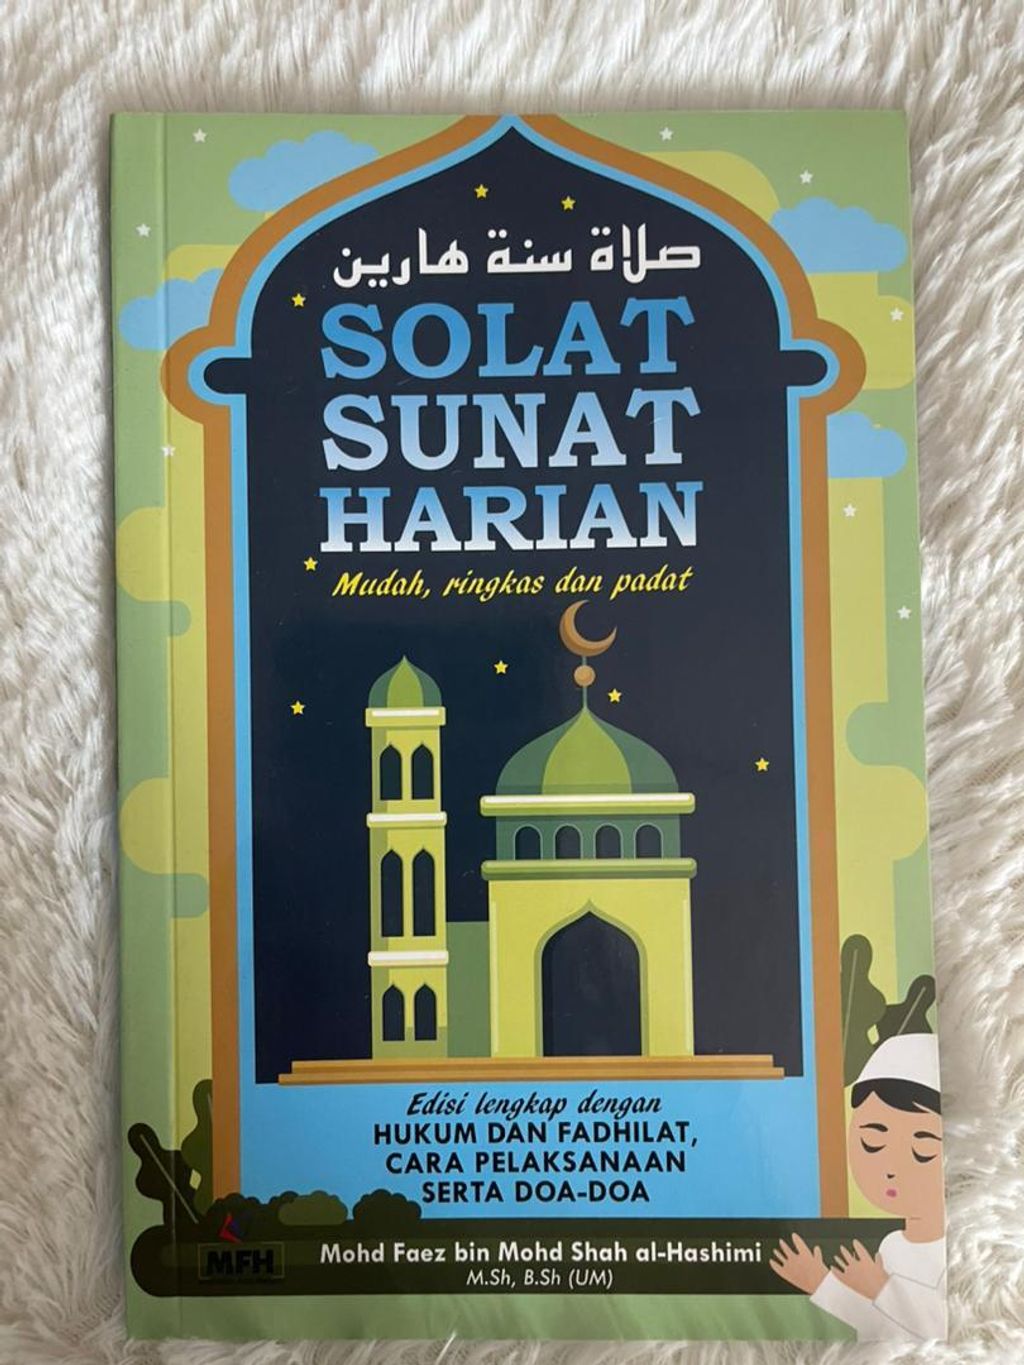 صلاة سنة هارين
SOLAT
SUNAT
HARIAN
Mudah, ringkas dan padat
Edisi lengkap dengan
HUKUM DAN FADHILAT,
CARA PELAKSANAAN
SERTA DOA-DOA
MFH
Mohd Faez bin Mohd Shah al-Hashimi
M.Sh, B.Sh (UM)